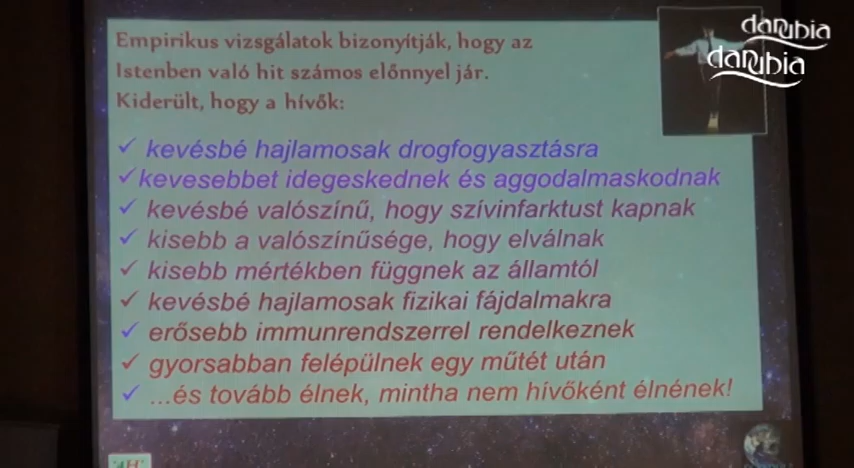 Empirikus vizsgálatok bizonyítják, hogy az
Istenben való hit számos előnnyel jár.
Kiderült, hogy a hívők:
✓ kevésbé hajlamosak drogfogyasztásra
✓ kevesebbet idegeskednek és aggodalmaskodnak
✓ kevésbé valószínű, hogy szívinfarktust kapnak
✓ kisebb a valószínűsége, hogy elválnak
✓ kisebb mértékben függnek az államtól
✓ kevésbé hajlamosak fizikai fájdalmakra
✓ erősebb immunrendszerrel rendelkeznek
✓ gyorsabban felépülnek egy műtét után
✓ ...és tovább élnek, mintha nem hívőként élnének!
danubia
danubia